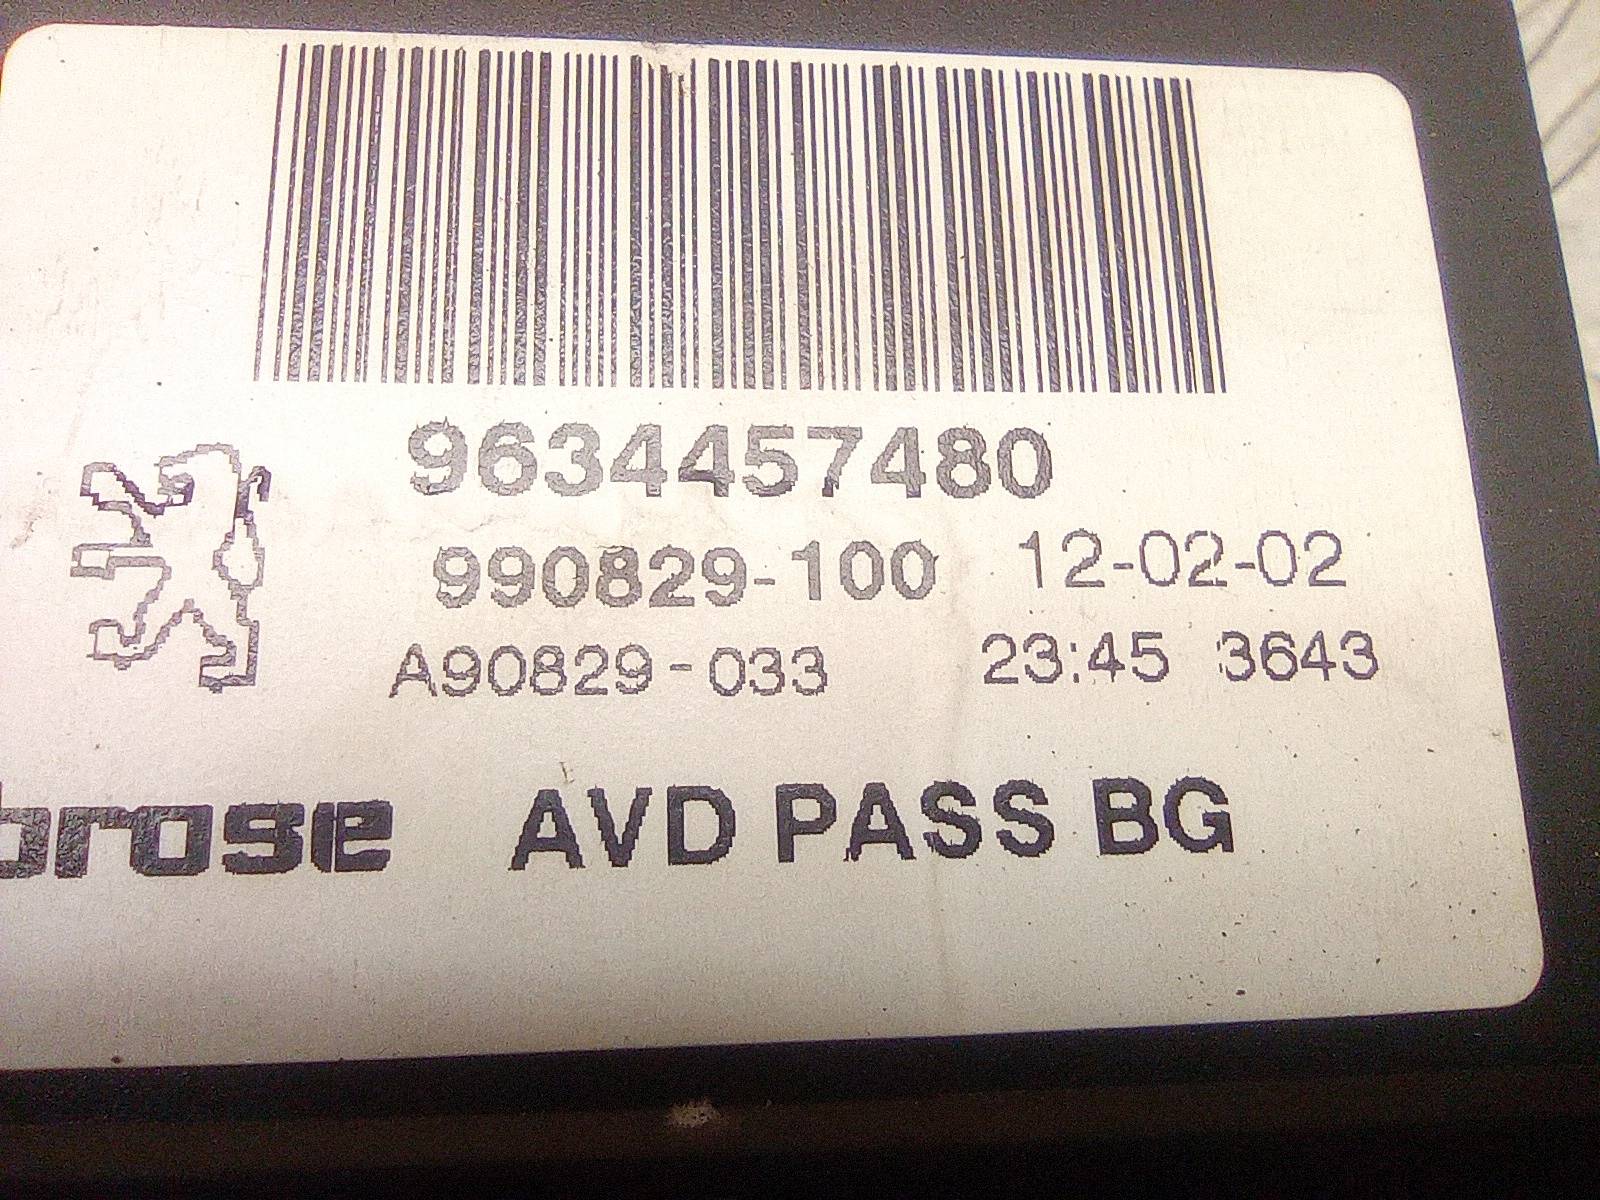 9634457480
990829-100 12-02-02
A90829-033 23:45 3643
brose AVD PASS BG